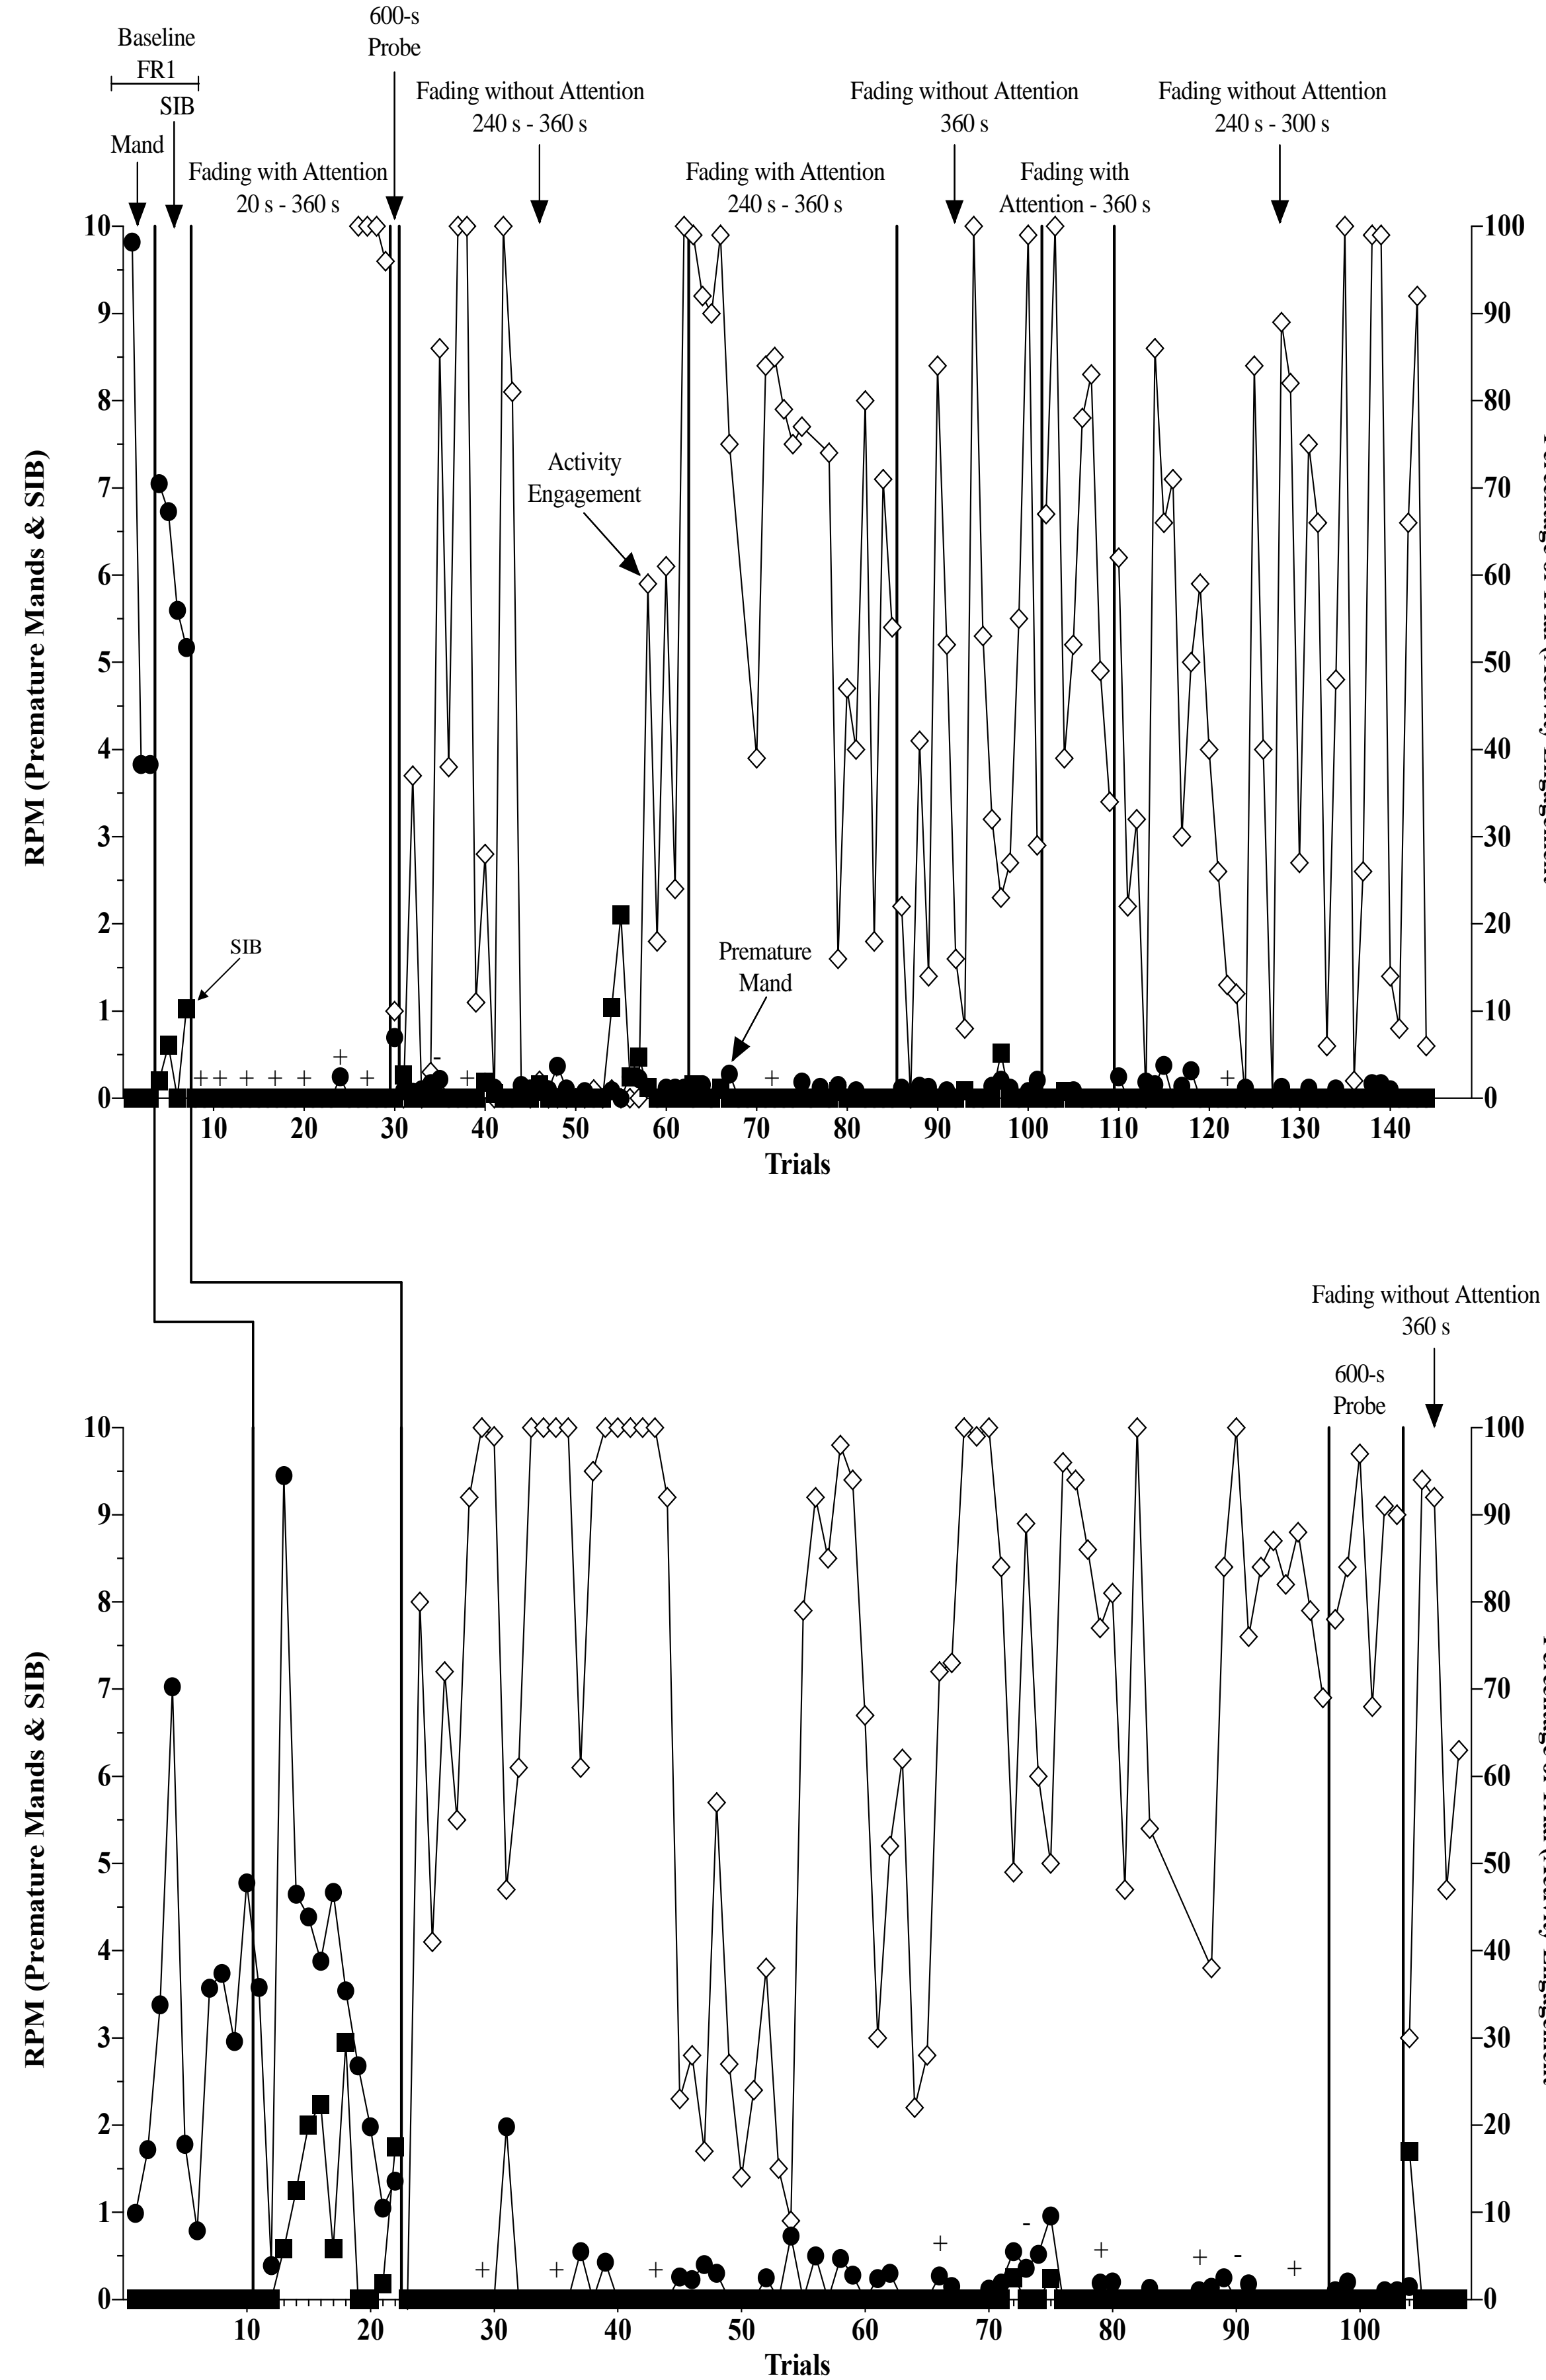 600-s
Probe
Baseline
FR1
SIB
Mand
Fading without Attention
240 s - 360 s
Fading without Attention
360 s
Fading without Attention
240 s - 300 s
Fading with Attention
20 s - 360 s
Fading with Attention
240 s - 360 s
Fading with
Attention - 360 s
RPM (Premature Mands & SIB)
10
9
8
7
6
5
4
3
2
1
0
Activity
Engagement
SIB
Premature
Mand
+ + + + + + + - + + +
100
90
80
70
60
50
40
30
20
10
0
10 20 30 40 50 60 70 80 90 100 110 120 130 140
Trials
Fading without Attention
360 s
600-s
Probe
RPM (Premature Mands & SIB)
10
9
8
7
6
5
4
3
2
1
0
+ + + + - + + - +
100
90
80
70
60
50
40
30
20
10
0
10 20 30 40 50 60 70 80 90 100
Trials